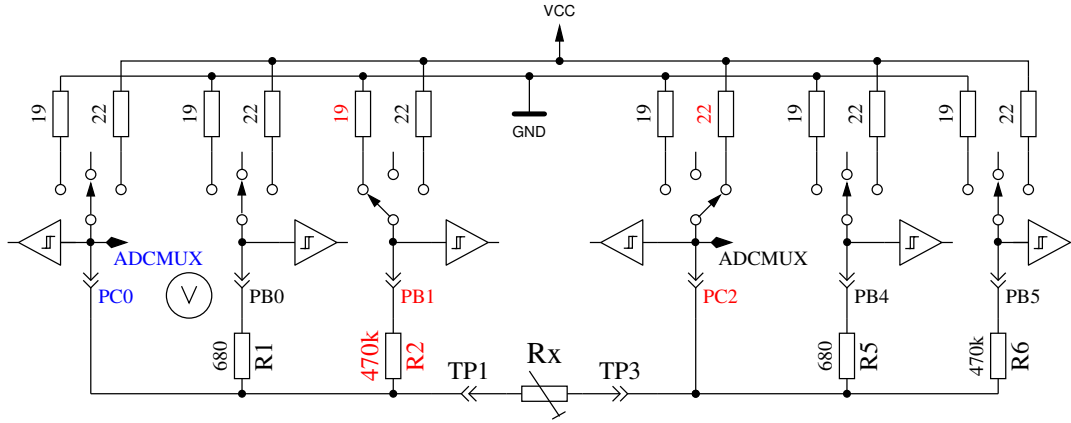 VCC
19 22 19 22 19 22 19 22 19 22 19 22
GND
ADCMUX ADCMUX
PC0 V PB0 PB1 PC2 PB4 PB5
680 R1 470k R2 Rx 680 R5 470k R6
TP1 TP3